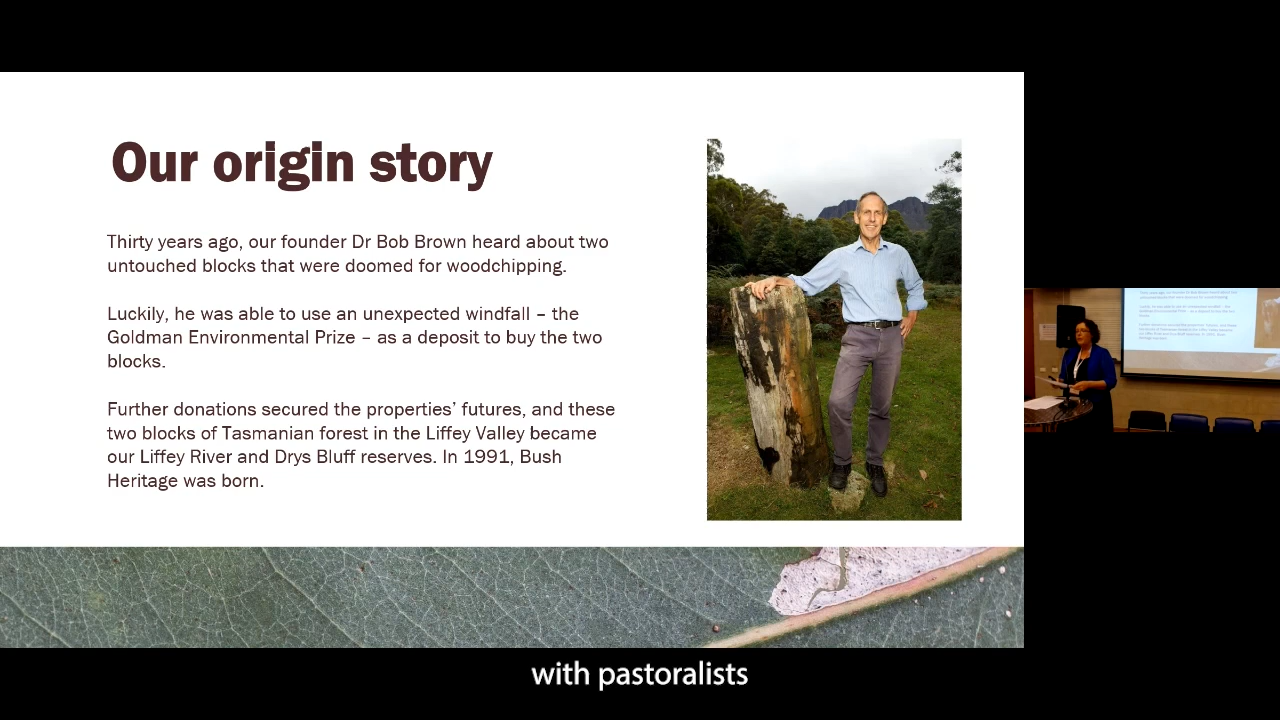 Our origin story
Thirty years ago, our founder Dr Bob Brown heard about two
untouched blocks that were doomed for woodchipping.
Luckily, he was able to use an unexpected windfall – the
Goldman Environmental Prize – as a deposit to buy the two
blocks.
Further donations secured the properties’ futures, and these
two blocks of Tasmanian forest in the Liffey Valley became
our Liffey River and Drys Bluff reserves. In 1991, Bush
Heritage was born.
with pastoralists